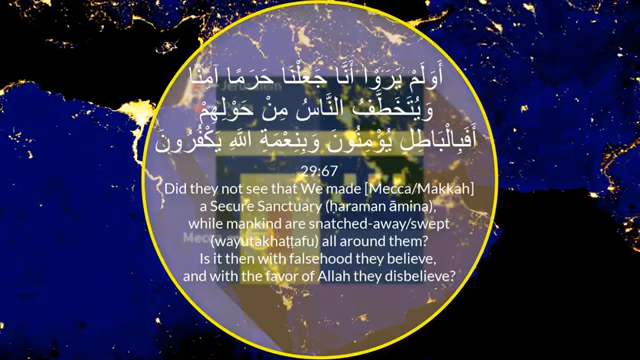 أَوَلَمْ يَرَوْا أَنَّا جَعَلْنَا حَرَمًا آمِنًا
وَيُتَخَطَّفُ النَّاسُ مِنْ حَوْلِهِمْ
أَفَبِالْبَاطِلِ يُؤْمِنُونَ وَبِنِعْمَةِ اللَّهِ يَكْفُرُونَ
29:67
Did they not see that We made [Mecca/Makkah]
a Secure Sanctuary (ḥaraman āmina),
while mankind are snatched-away/swept
(wayutakhaṭṭafu) all around them?
Is it then with falsehood they believe,
and with the favor of Allah they disbelieve?